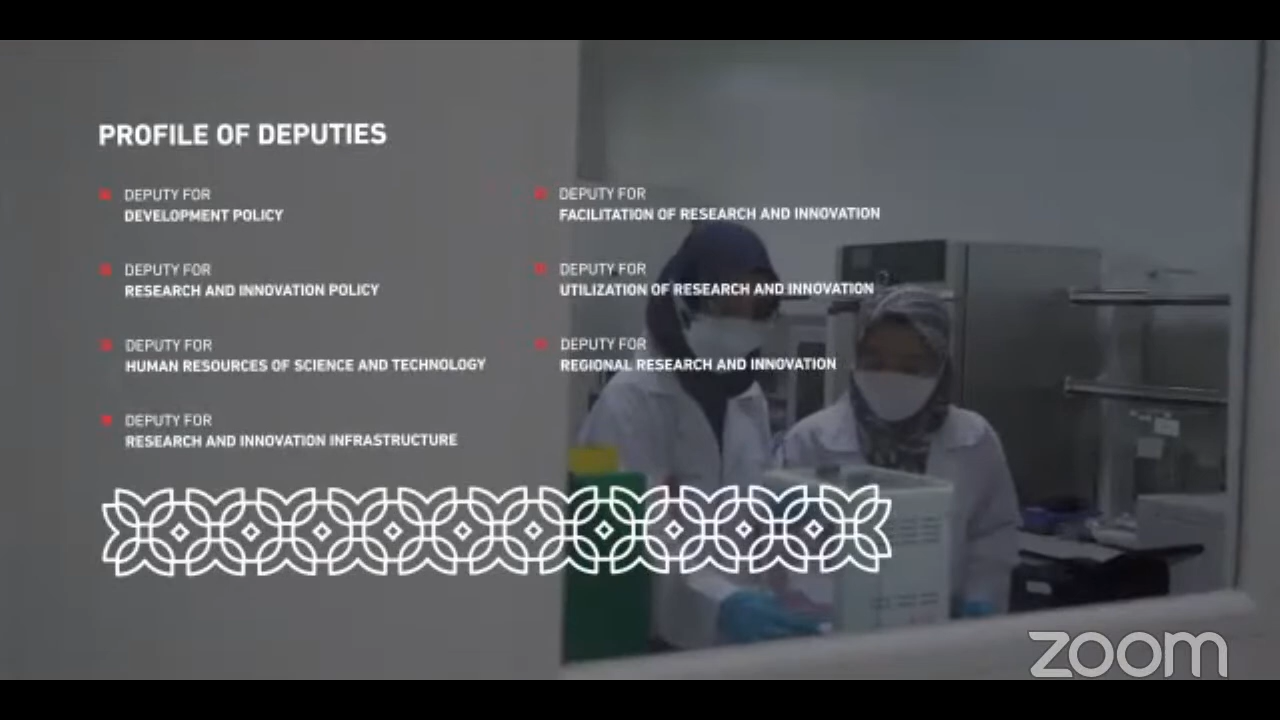 PROFILE OF DEPUTIES
DEPUTY FOR
DEVELOPMENT POLICY
DEPUTY FOR
RESEARCH AND INNOVATION POLICY
DEPUTY FOR
HUMAN RESOURCES OF SCIENCE AND TECHNOLOGY
DEPUTY FOR
RESEARCH AND INNOVATION INFRASTRUCTURE
DEPUTY FOR
FACILITATION OF RESEARCH AND INNOVATION
DEPUTY FOR
UTILIZATION OF RESEARCH AND INNOVATION
DEPUTY FOR
REGIONAL RESEARCH AND INNOVATION
zoom